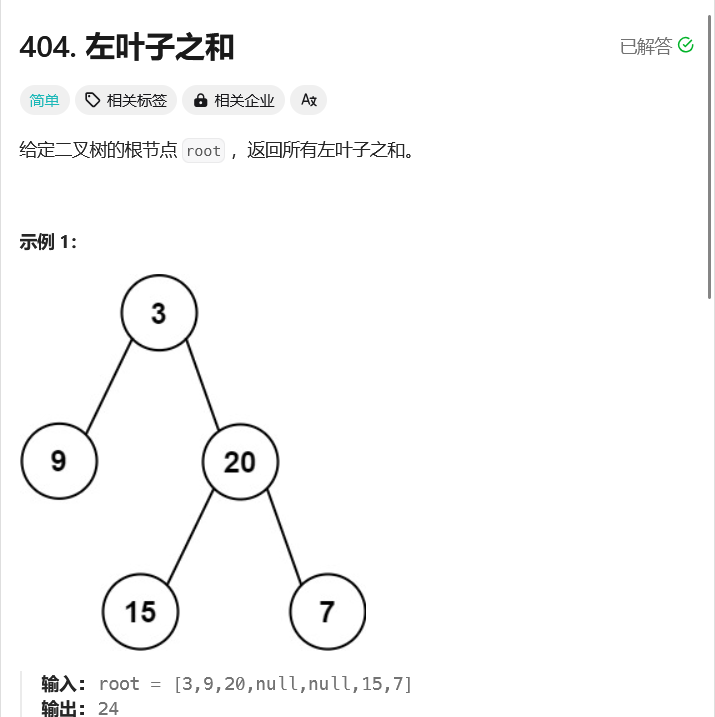 404. 左叶子之和
已解答
简单 相关标签 相关企业 A文
给定二叉树的根节点 root ，返回所有左叶子之和。
示例 1：
3
9 20
15 7
输入：root = [3,9,20,null,null,15,7]
输出：24